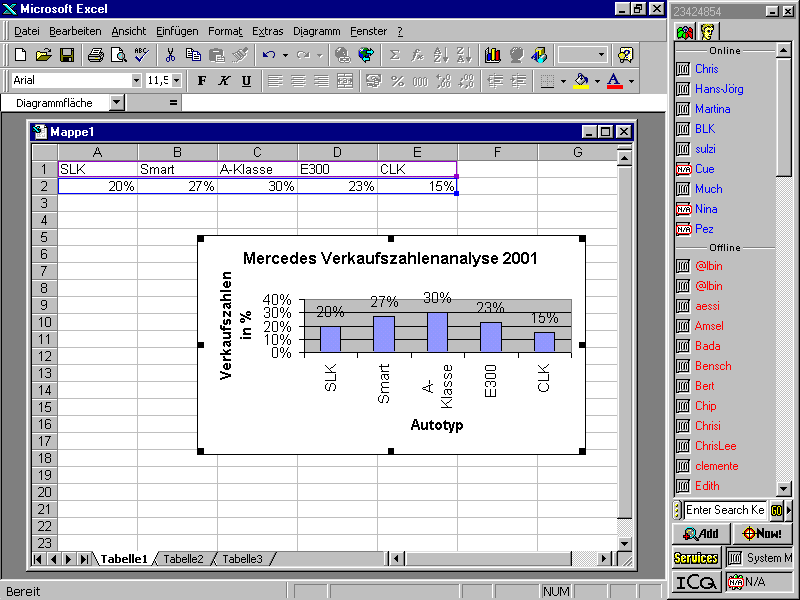 Microsoft Excel
Datei Bearbeiten Ansicht Einfügen Format Extras Diagramm Fenster ?
Arial 11,5 F K U
Diagrammfläche =
Mappe1
A B C D E F G
1 SLK Smart A-Klasse E300 CLK
2 20% 27% 30% 23% 15%
3
4
5
6
7
8
9
10
11
12
13
14
15
16
17
18
19
20
21
22
23
Mercedes Verkaufszahlenanalyse 2001
Verkaufszahlen
in %
40%
30%
20%
10%
0%
20% 27% 30% 23% 15%
SLK Smart A-
Klasse E300 CLK
Autotyp
Tabelle1 Tabelle2 Tabelle3
Bereit NUM
23424854
Online
Chris
Hans-Jörg
Martina
BLK
sulzi
N/A Cue
Much
N/A Nina
N/A Pez
Offline
@lbin
@lbin
aessi
Amsel
Bada
Bensch
Bert
Chip
Chrisi
ChrisLee
clemente
Edith
Enter Search Ke GO
Add Now!
Services System M
ICQ N/A N/A